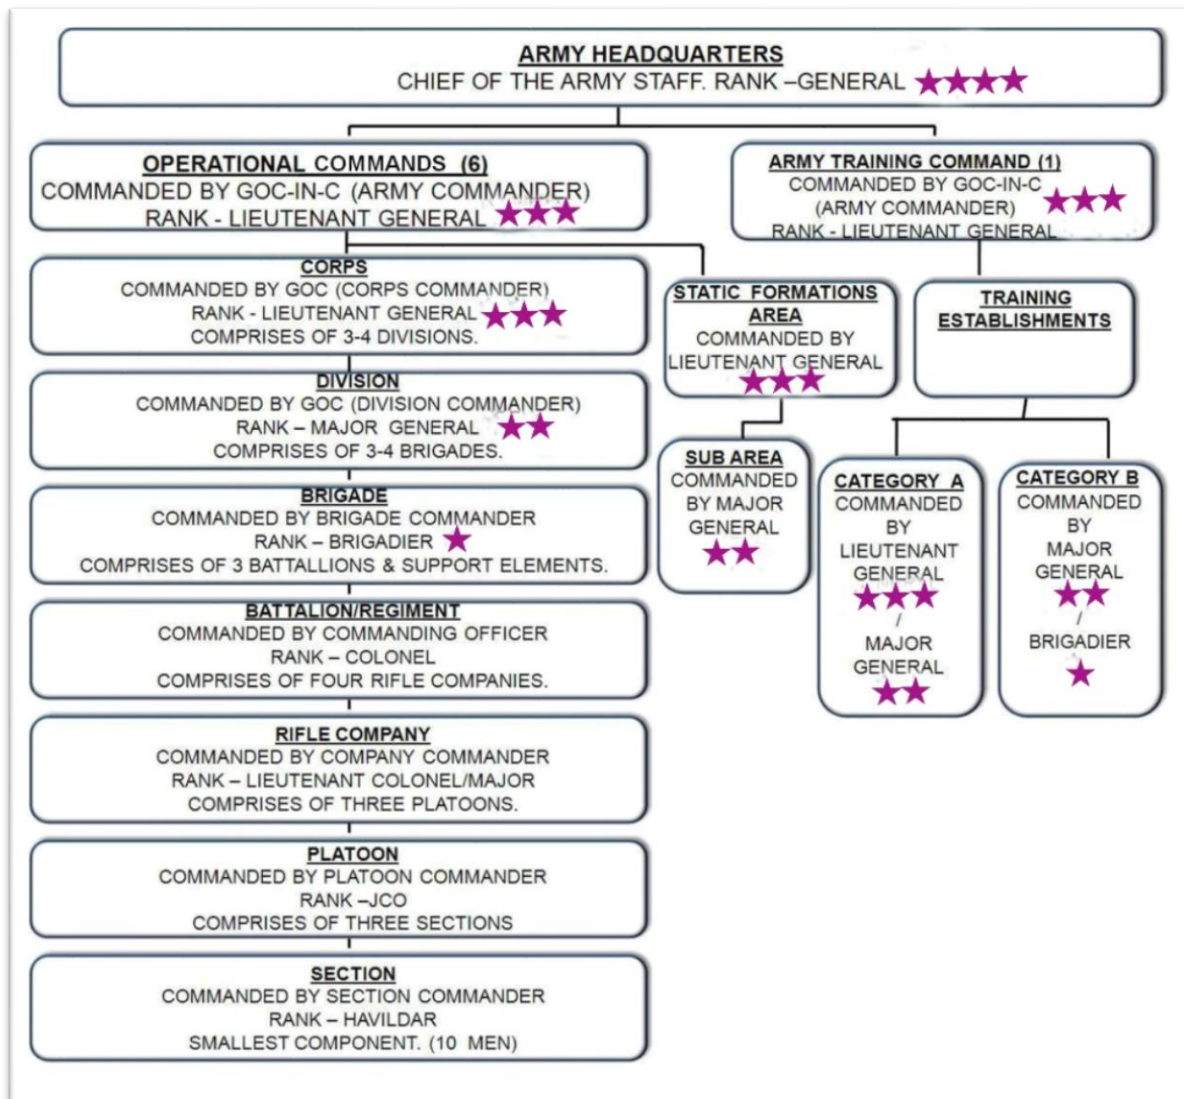 ARMY HEADQUARTERS
CHIEF OF THE ARMY STAFF. RANK –GENERAL
OPERATIONAL COMMANDS (6)
COMMANDED BY GOC-IN-C (ARMY COMMANDER)
RANK - LIEUTENANT GENERAL
ARMY TRAINING COMMAND (1)
COMMANDED BY GOC-IN-C
(ARMY COMMANDER)
RANK - LIEUTENANT GENERAL
CORPS
COMMANDED BY GOC (CORPS COMMANDER)
RANK - LIEUTENANT GENERAL
COMPRISES OF 3-4 DIVISIONS.
STATIC FORMATIONS
AREA
COMMANDED BY
LIEUTENANT GENERAL
TRAINING
ESTABLISHMENTS
DIVISION
COMMANDED BY GOC (DIVISION COMMANDER)
RANK – MAJOR GENERAL
COMPRISES OF 3-4 BRIGADES.
SUB AREA
COMMANDED
BY MAJOR
GENERAL
CATEGORY A
COMMANDED
BY
LIEUTENANT
GENERAL
/
MAJOR
GENERAL
CATEGORY B
COMMANDED
BY
MAJOR
GENERAL
/
BRIGADIER
BRIGADE
COMMANDED BY BRIGADE COMMANDER
RANK – BRIGADIER
COMPRISES OF 3 BATTALLIONS & SUPPORT ELEMENTS.
BATTALION/REGIMENT
COMMANDED BY COMMANDING OFFICER
RANK – COLONEL
COMPRISES OF FOUR RIFLE COMPANIES.
RIFLE COMPANY
COMMANDED BY COMPANY COMMANDER
RANK – LIEUTENANT COLONEL/MAJOR
COMPRISES OF THREE PLATOONS.
PLATOON
COMMANDED BY PLATOON COMMANDER
RANK –JCO
COMPRISES OF THREE SECTIONS
SECTION
COMMANDED BY SECTION COMMANDER
RANK – HAVILDAR
SMALLEST COMPONENT. (10 MEN)